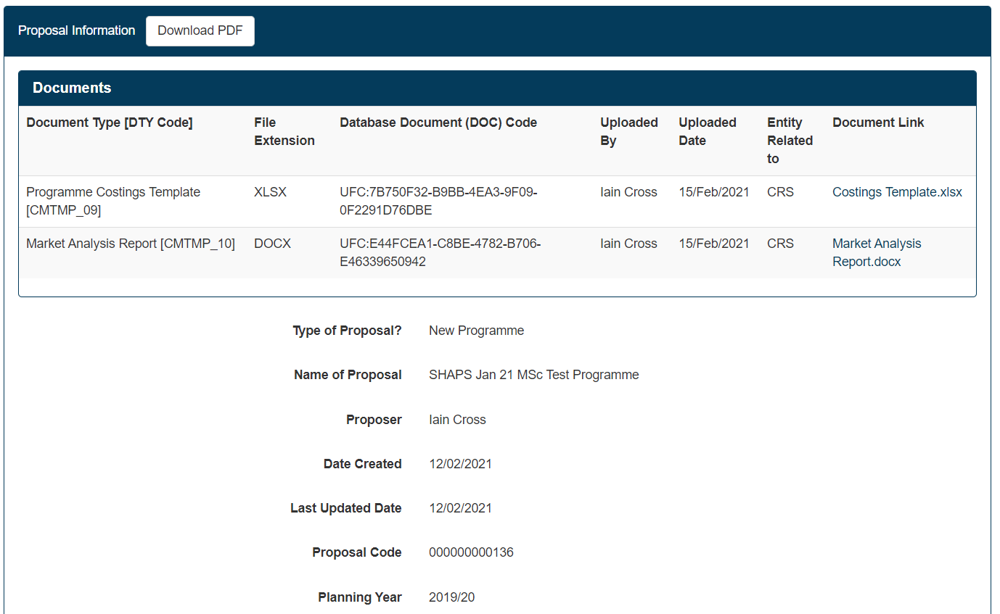 Proposal Information Download PDF
Documents
Document Type [DTY Code] File Extension Database Document (DOC) Code Uploaded By Uploaded Date Entity Related to Document Link
Programme Costings Template [CMTMP_09] XLSX UFC:7B750F32-B9BB-4EA3-9F09-0F2291D76DBE Iain Cross 15/Feb/2021 CRS Costings Template.xlsx
Market Analysis Report [CMTMP_10] DOCX UFC:E44FCEA1-C8BE-4782-B706-E46339650942 Iain Cross 15/Feb/2021 CRS Market Analysis Report.docx
Type of Proposal? New Programme
Name of Proposal SHAPS Jan 21 MSc Test Programme
Proposer Iain Cross
Date Created 12/02/2021
Last Updated Date 12/02/2021
Proposal Code 000000000136
Planning Year 2019/20